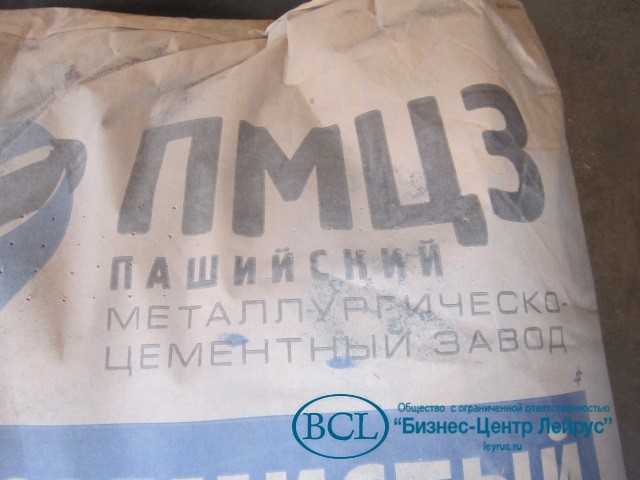 ПМЦЗ
ПАШИЙСКИЙ
МЕТАЛЛУРГИЧЕСКО-
ЦЕМЕНТНЫЙ ЗАВОД
BCL
Общество с ограниченной ответственностью
"Бизнес-Центр Лейрус"
leyrus.ru